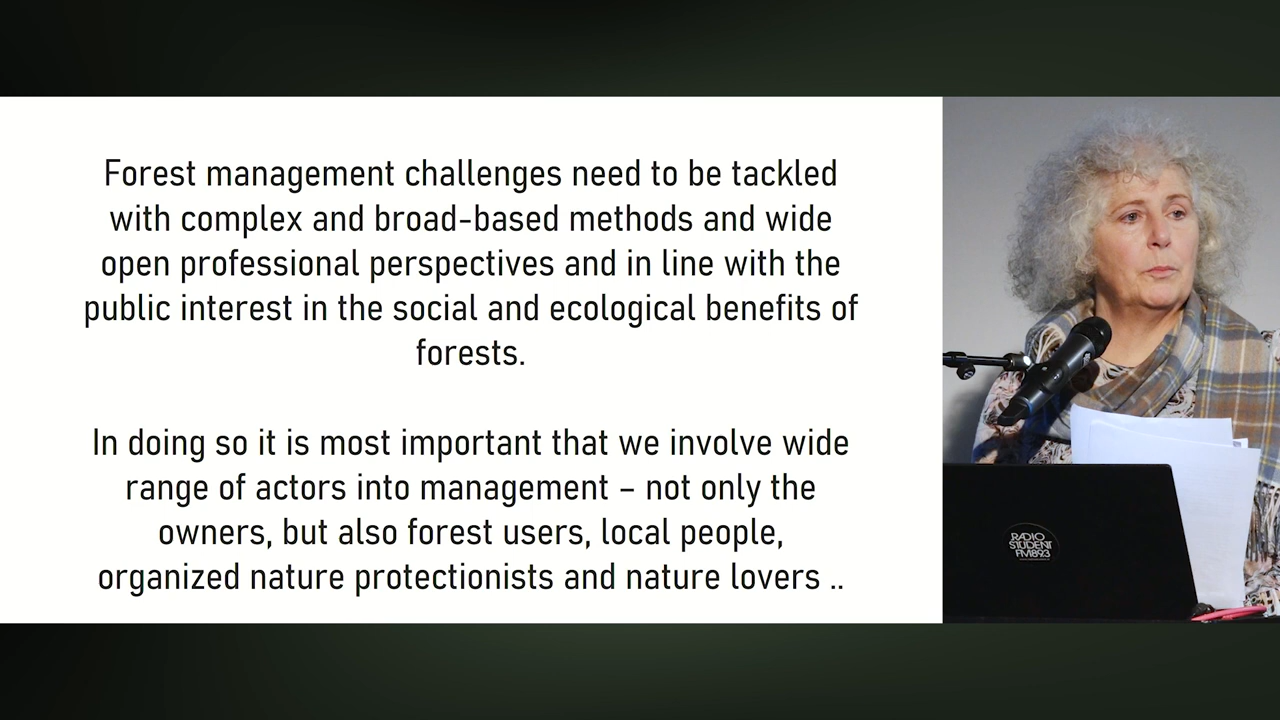 Forest management challenges need to be tackled
with complex and broad-based methods and wide
open professional perspectives and in line with the
public interest in the social and ecological benefits of
forests.
In doing so it is most important that we involve wide
range of actors into management – not only the
owners, but also forest users, local people,
organized nature protectionists and nature lovers ..
RADIO
STUDENT
FM89.3